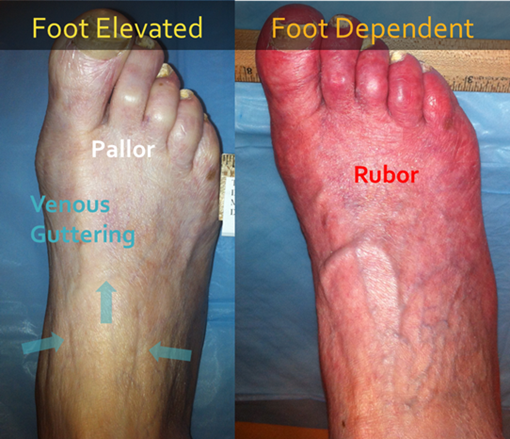 Foot Elevated
Foot Dependent
Pallor
Venous
Guttering
Rubor